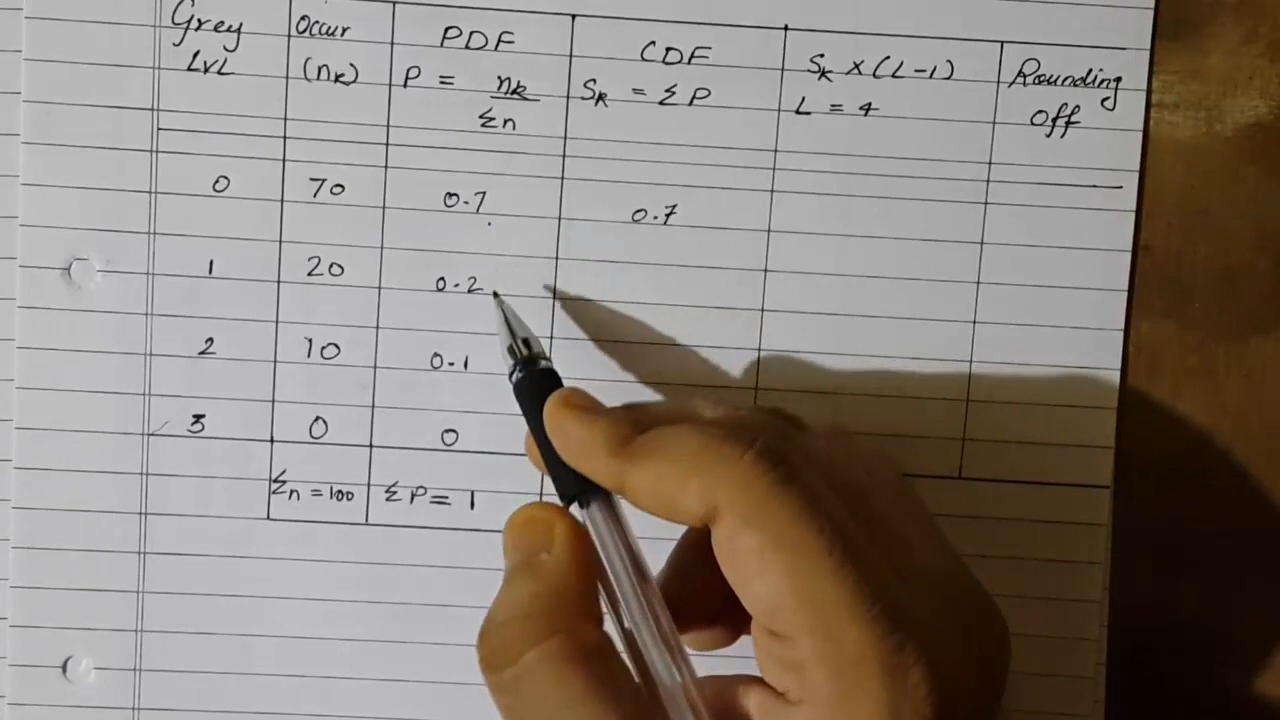 Grey Lvl Occur (nk) PDF P = nk / Σn CDF Sk = Σ P Sk × (L-1) L = 4 Rounding Off
0 70 0.7 0.7
1 20 0.2
2 10 0.1
3 0 0
Σn = 100 ΣP = 1